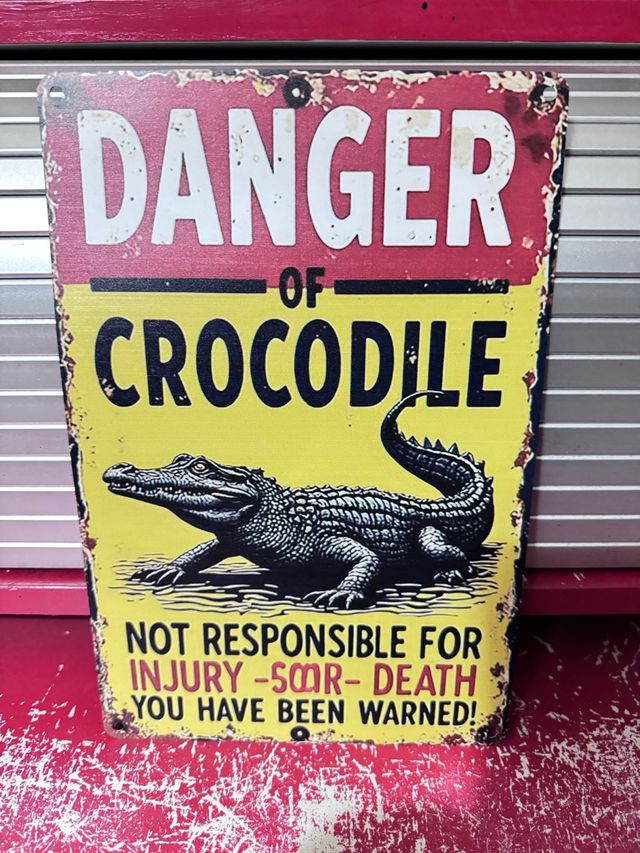 DANGER
OF
CROCODILE
NOT RESPONSIBLE FOR
INJURY - - DEATH
YOU HAVE BEEN WARNED!